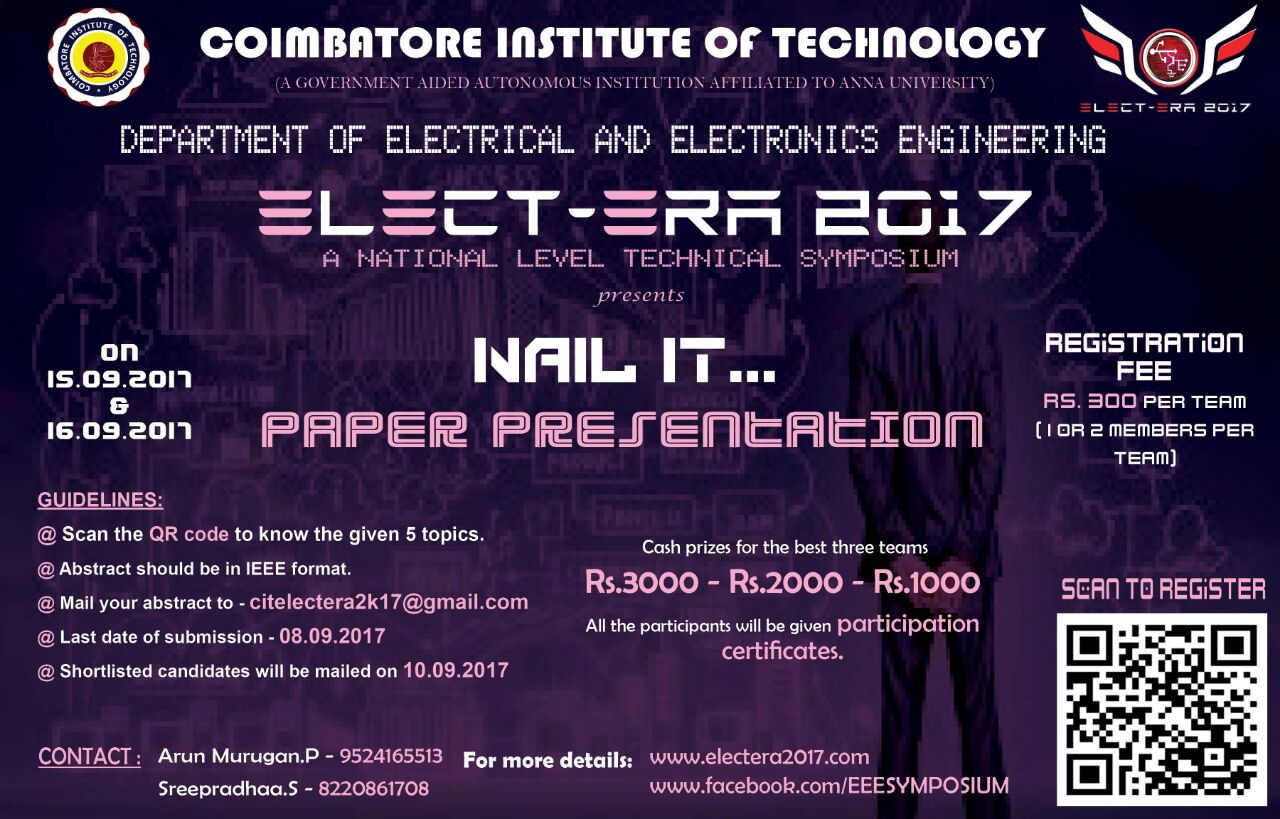 COIMBATORE INSTITUTE OF TECHNOLOGY
(A GOVERNMENT AIDED AUTONOMOUS INSTITUTION AFFILIATED TO ANNA UNIVERSITY)
COIMBATORE INSTITUTE OF TECHNOLOGY
ELECT-ERA 2017
DEPARTMENT OF ELECTRICAL AND ELECTRONICS ENGINEERING
ELECT-ERA 2017
A NATIONAL LEVEL TECHNICAL SYMPOSIUM
presents
NAIL IT...
PAPER PRESENTATION
ON
15.09.2017
&
16.09.2017
REGiSTRATiON
FEE
RS. 300 PER TEAM
( 1 OR 2 MEMBERS PER
TEAM)
GUIDELINES:
@ Scan the QR code to know the given 5 topics.
@ Abstract should be in IEEE format.
@ Mail your abstract to - citelectera2k17@gmail.com
@ Last date of submission - 08.09.2017
@ Shortlisted candidates will be mailed on 10.09.2017
Cash prizes for the best three teams
Rs.3000 - Rs.2000 - Rs.1000
All the participants will be given participation
certificates.
SCAN TO REGiSTER
CONTACT : Arun Murugan.P - 9524165513
Sreepradhaa.S - 8220861708
For more details: www.electera2017.com
www.facebook.com/EEESYMPOSIUM